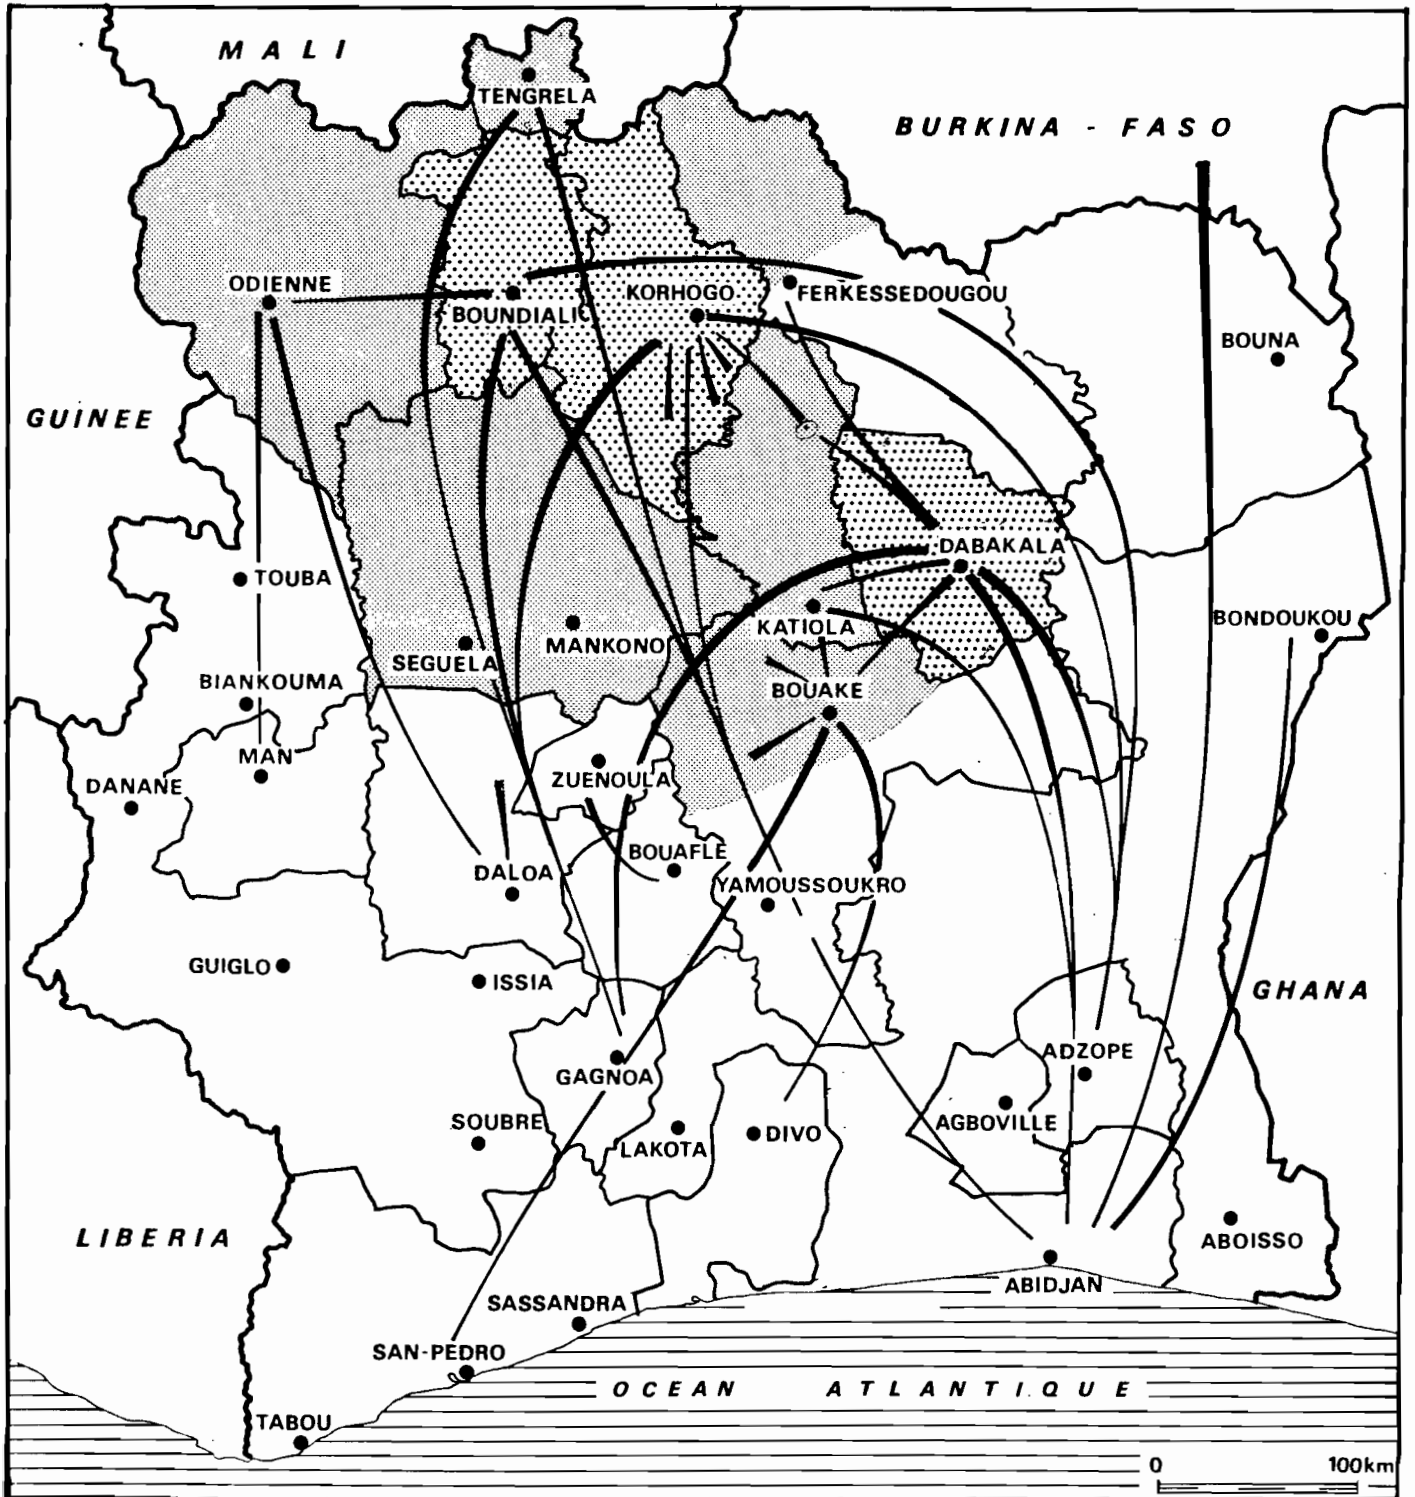 MALI
TENGRELA
BURKINA - FASO
ODIENNE
BOUNDIALI
KORHOGO
FERKESSEDOUGOU
BOUNA
GUINEE
DABAKALA
TOUBA
BONDOUKOU
KATIOLA
MANKONO
SEGUELA
BIANKOUMA
BOUAKE
MAN
DANANE
ZUENOULA
BOUAFLE
DALOA
YAMOUSSOUKRO
GUIGLO
ISSIA
GHANA
ADZOPE
GAGNOA
SOUBRE
AGBOVILLE
LAKOTA
DIVO
LIBERIA
ABOISSO
ABIDJAN
SASSANDRA
SAN-PEDRO
OCEAN ATLANTIQUE
TABOU
0 100km